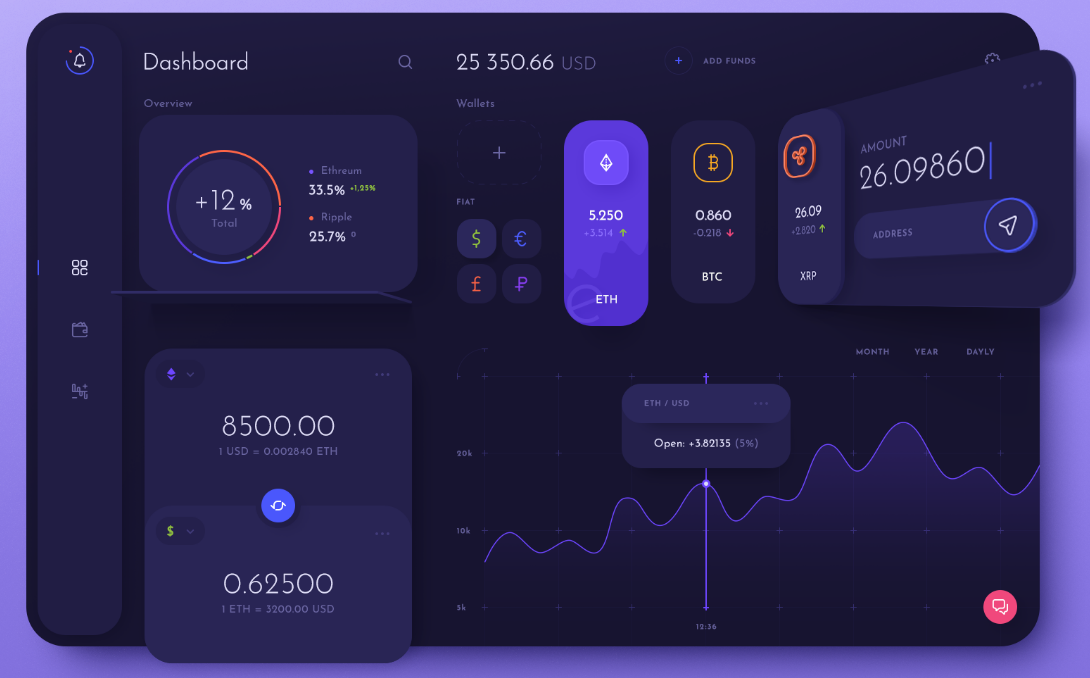 Dashboard
25 350.66 USD
+ ADD FUNDS
Overview
+12 %
Total
Ethreum
33.5% +1,25%
Ripple
25.7% 0
Wallets
+
FIAT
$ €
£ ₽
5.250
+3.514
ETH
0.860
-0.218
BTC
26.09
+2.820
XRP
AMOUNT
26.09860
ADDRESS
8500.00
1 USD = 0.002840 ETH
$
0.62500
1 ETH = 3200.00 USD
MONTH YEAR DAYLY
ETH / USD
Open: +3.82135 (5%)
20k
10k
5k
12:36